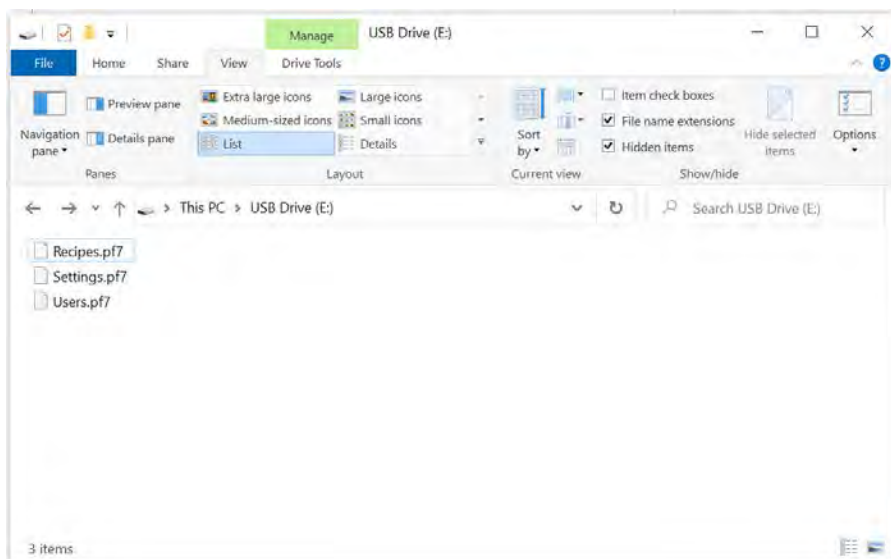 Manage USB Drive (E:)
File Home Share View Drive Tools
Navigation pane
Preview pane
Details pane
Panes
Extra large icons Large icons
Medium-sized icons Small icons
List Details
Layout
Sort by
Current view
Item check boxes
File name extensions
Hidden items
Hide selected items
Show/hide
Options
This PC > USB Drive (E:) Search USB Drive (E:)
Recipes.pf7
Settings.pf7
Users.pf7
3 items